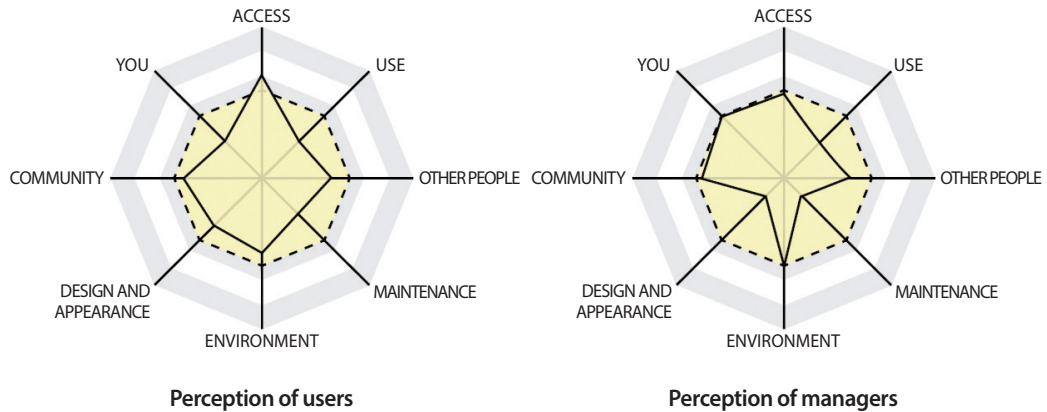 ACCESS
YOU
USE
COMMUNITY
OTHER PEOPLE
DESIGN AND
APPEARANCE
MAINTENANCE
ENVIRONMENT
Perception of users
ACCESS
YOU
USE
COMMUNITY
OTHER PEOPLE
DESIGN AND
APPEARANCE
MAINTENANCE
ENVIRONMENT
Perception of managers